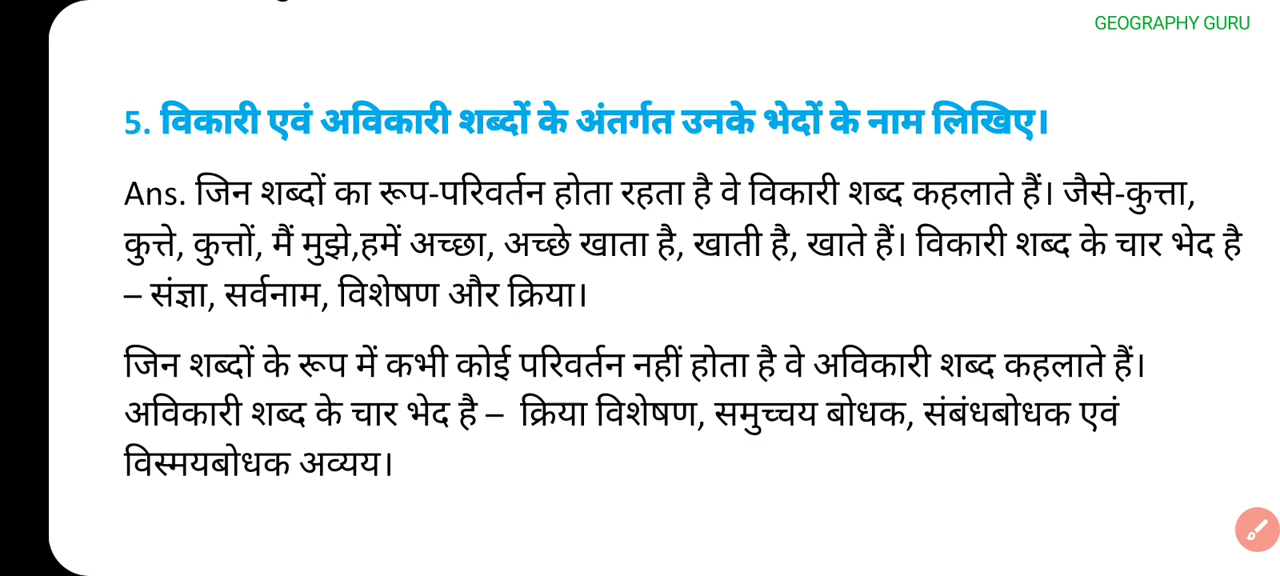 GEOGRAPHY GURU
5. विकारी एवं अविकारी शब्दों के अंतर्गत उनके भेदों के नाम लिखिए।
Ans. जिन शब्दों का रूप-परिवर्तन होता रहता है वे विकारी शब्द कहलाते हैं। जैसे-कुत्ता,
कुत्ते, कुत्तों, मैं मुझे,हमें अच्छा, अच्छे खाता है, खाती है, खाते हैं। विकारी शब्द के चार भेद है
– संज्ञा, सर्वनाम, विशेषण और क्रिया।
जिन शब्दों के रूप में कभी कोई परिवर्तन नहीं होता है वे अविकारी शब्द कहलाते हैं।
अविकारी शब्द के चार भेद है – क्रिया विशेषण, समुच्चय बोधक, संबंधबोधक एवं
विस्मयबोधक अव्यय।